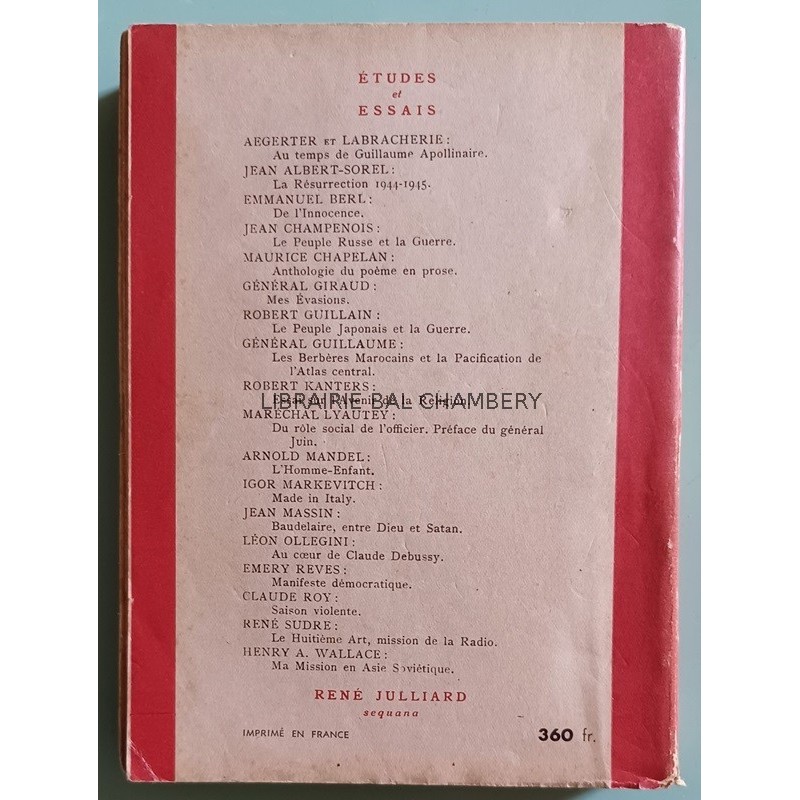 ÉTUDES
et
ESSAIS
AEGERTER ET LABRACHERIE :
Au temps de Guillaume Apollinaire.
JEAN ALBERT-SOREL :
La Résurrection 1944-1945.
EMMANUEL BERL :
De l'Innocence.
JEAN CHAMPENOIS :
Le Peuple Russe et la Guerre.
MAURICE CHAPELAN :
Anthologie du poème en prose.
GÉNÉRAL GIRAUD :
Mes Évasions.
ROBERT GUILLAIN :
Le Peuple Japonais et la Guerre.
GÉNÉRAL GUILLAUME :
Les Berbères Marocains et la Pacification de
l'Atlas central.
ROBERT KANTERS :
Essai sur l'Avenir de la Religion.
LIBRAIRIE BAL CHAMBERY
MARÉCHAL LYAUTEY :
Du rôle social de l'officier. Préface du général
Juin.
ARNOLD MANDEL :
L'Homme-Enfant.
IGOR MARKEVITCH :
Made in Italy.
JEAN MASSIN :
Baudelaire, entre Dieu et Satan.
LÉON OLLEGINI :
Au cœur de Claude Debussy.
EMERY REVES :
Manifeste démocratique.
CLAUDE ROY :
Saison violente.
RENÉ SUDRE :
Le Huitième Art, mission de la Radio.
HENRY A. WALLACE :
Ma Mission en Asie Soviétique.
RENÉ JULLIARD
sequana
IMPRIMÉ EN FRANCE
360 fr.